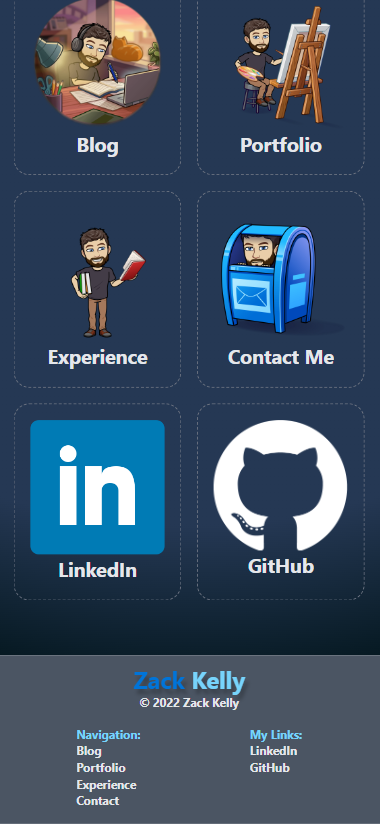 Blog
Portfolio
Experience
Contact Me
in
LinkedIn
GitHub
Zack Kelly
© 2022 Zack Kelly
Navigation:
Blog
Portfolio
Experience
Contact
My Links:
LinkedIn
GitHub